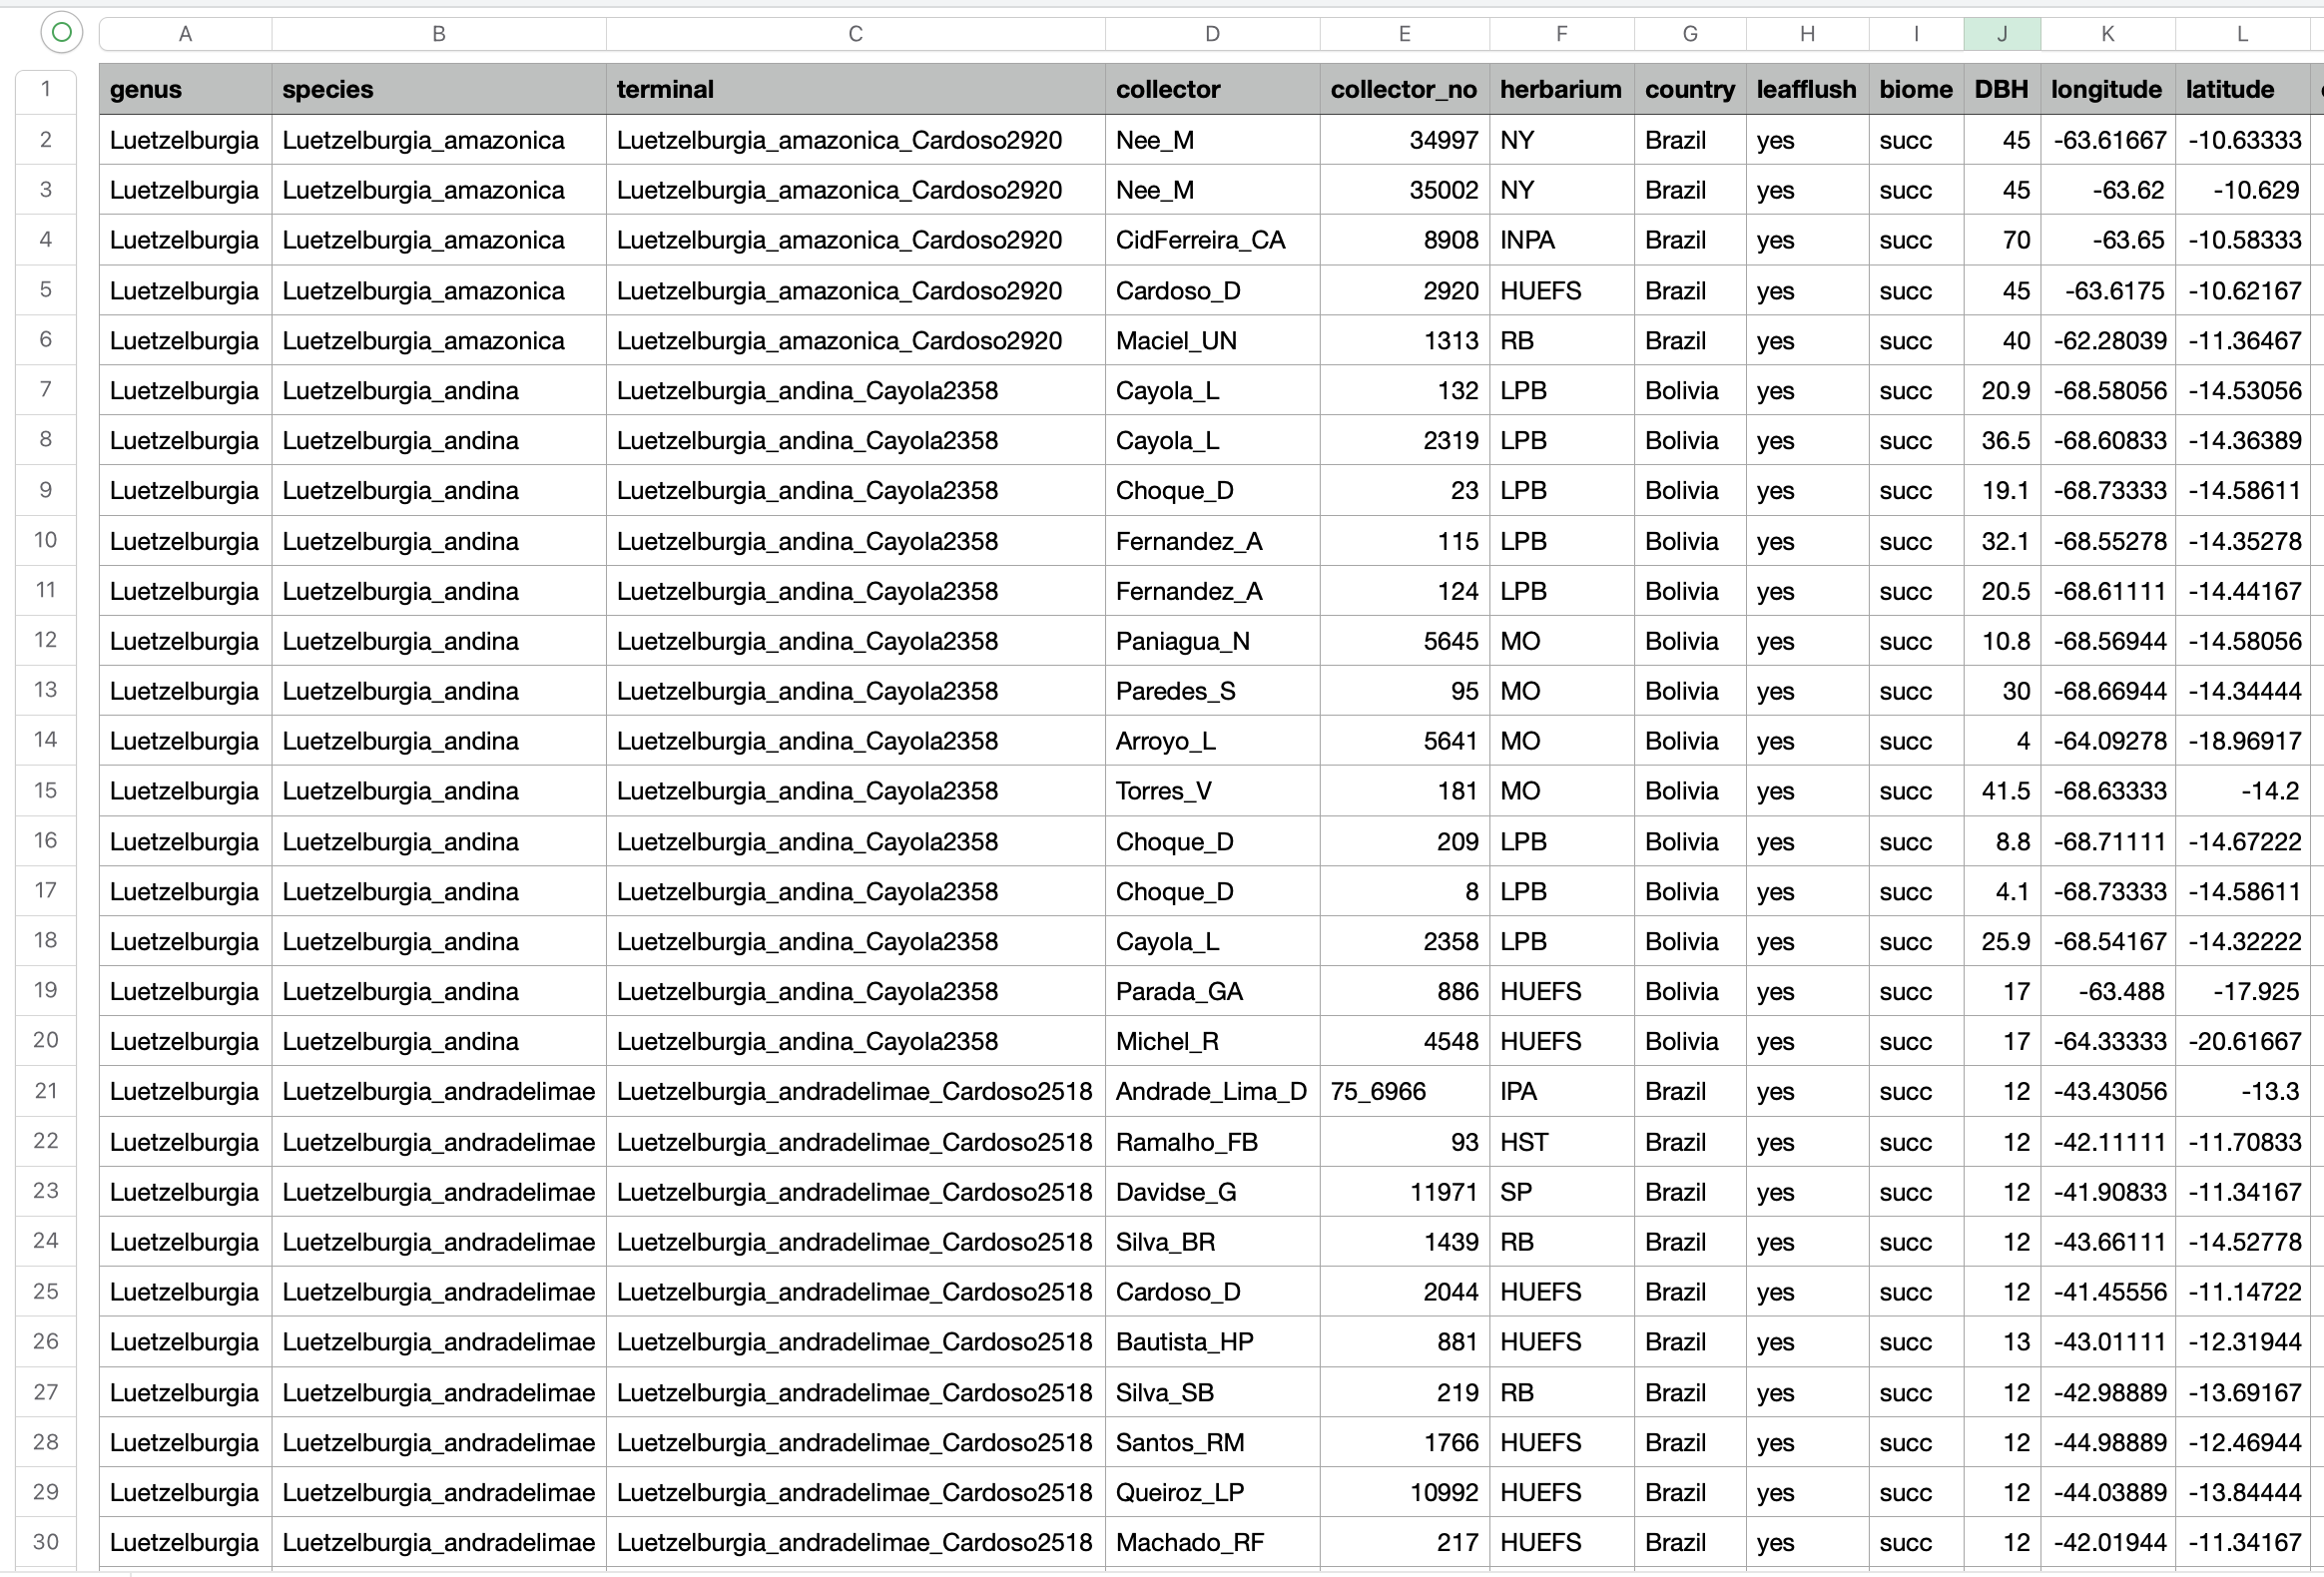 A B C D E F G H I J K L
1 genus species terminal collector collector_no herbarium country leafflush biome DBH longitude latitude
2 Luetzelburgia Luetzelburgia_amazonica Luetzelburgia_amazonica_Cardoso2920 Nee_M 34997 NY Brazil yes succ 45 -63.61667 -10.63333
3 Luetzelburgia Luetzelburgia_amazonica Luetzelburgia_amazonica_Cardoso2920 Nee_M 35002 NY Brazil yes succ 45 -63.62 -10.629
4 Luetzelburgia Luetzelburgia_amazonica Luetzelburgia_amazonica_Cardoso2920 CidFerreira_CA 8908 INPA Brazil yes succ 70 -63.65 -10.58333
5 Luetzelburgia Luetzelburgia_amazonica Luetzelburgia_amazonica_Cardoso2920 Cardoso_D 2920 HUEFS Brazil yes succ 45 -63.6175 -10.62167
6 Luetzelburgia Luetzelburgia_amazonica Luetzelburgia_amazonica_Cardoso2920 Maciel_UN 1313 RB Brazil yes succ 40 -62.28039 -11.36467
7 Luetzelburgia Luetzelburgia_andina Luetzelburgia_andina_Cayola2358 Cayola_L 132 LPB Bolivia yes succ 20.9 -68.58056 -14.53056
8 Luetzelburgia Luetzelburgia_andina Luetzelburgia_andina_Cayola2358 Cayola_L 2319 LPB Bolivia yes succ 36.5 -68.60833 -14.36389
9 Luetzelburgia Luetzelburgia_andina Luetzelburgia_andina_Cayola2358 Choque_D 23 LPB Bolivia yes succ 19.1 -68.73333 -14.58611
10 Luetzelburgia Luetzelburgia_andina Luetzelburgia_andina_Cayola2358 Fernandez_A 115 LPB Bolivia yes succ 32.1 -68.55278 -14.35278
11 Luetzelburgia Luetzelburgia_andina Luetzelburgia_andina_Cayola2358 Fernandez_A 124 LPB Bolivia yes succ 20.5 -68.61111 -14.44167
12 Luetzelburgia Luetzelburgia_andina Luetzelburgia_andina_Cayola2358 Paniagua_N 5645 MO Bolivia yes succ 10.8 -68.56944 -14.58056
13 Luetzelburgia Luetzelburgia_andina Luetzelburgia_andina_Cayola2358 Paredes_S 95 MO Bolivia yes succ 30 -68.66944 -14.34444
14 Luetzelburgia Luetzelburgia_andina Luetzelburgia_andina_Cayola2358 Arroyo_L 5641 MO Bolivia yes succ 4 -64.09278 -18.96917
15 Luetzelburgia Luetzelburgia_andina Luetzelburgia_andina_Cayola2358 Torres_V 181 MO Bolivia yes succ 41.5 -68.63333 -14.2
16 Luetzelburgia Luetzelburgia_andina Luetzelburgia_andina_Cayola2358 Choque_D 209 LPB Bolivia yes succ 8.8 -68.71111 -14.67222
17 Luetzelburgia Luetzelburgia_andina Luetzelburgia_andina_Cayola2358 Choque_D 8 LPB Bolivia yes succ 4.1 -68.73333 -14.58611
18 Luetzelburgia Luetzelburgia_andina Luetzelburgia_andina_Cayola2358 Cayola_L 2358 LPB Bolivia yes succ 25.9 -68.54167 -14.32222
19 Luetzelburgia Luetzelburgia_andina Luetzelburgia_andina_Cayola2358 Parada_GA 886 HUEFS Bolivia yes succ 17 -63.488 -17.925
20 Luetzelburgia Luetzelburgia_andina Luetzelburgia_andina_Cayola2358 Michel_R 4548 HUEFS Bolivia yes succ 17 -64.33333 -20.61667
21 Luetzelburgia Luetzelburgia_andradelimae Luetzelburgia_andradelimae_Cardoso2518 Andrade_Lima_D 75_6966 IPA Brazil yes succ 12 -43.43056 -13.3
22 Luetzelburgia Luetzelburgia_andradelimae Luetzelburgia_andradelimae_Cardoso2518 Ramalho_FB 93 HST Brazil yes succ 12 -42.11111 -11.70833
23 Luetzelburgia Luetzelburgia_andradelimae Luetzelburgia_andradelimae_Cardoso2518 Davidse_G 11971 SP Brazil yes succ 12 -41.90833 -11.34167
24 Luetzelburgia Luetzelburgia_andradelimae Luetzelburgia_andradelimae_Cardoso2518 Silva_BR 1439 RB Brazil yes succ 12 -43.66111 -14.52778
25 Luetzelburgia Luetzelburgia_andradelimae Luetzelburgia_andradelimae_Cardoso2518 Cardoso_D 2044 HUEFS Brazil yes succ 12 -41.45556 -11.14722
26 Luetzelburgia Luetzelburgia_andradelimae Luetzelburgia_andradelimae_Cardoso2518 Bautista_HP 881 HUEFS Brazil yes succ 13 -43.01111 -12.31944
27 Luetzelburgia Luetzelburgia_andradelimae Luetzelburgia_andradelimae_Cardoso2518 Silva_SB 219 RB Brazil yes succ 12 -42.98889 -13.69167
28 Luetzelburgia Luetzelburgia_andradelimae Luetzelburgia_andradelimae_Cardoso2518 Santos_RM 1766 HUEFS Brazil yes succ 12 -44.98889 -12.46944
29 Luetzelburgia Luetzelburgia_andradelimae Luetzelburgia_andradelimae_Cardoso2518 Queiroz_LP 10992 HUEFS Brazil yes succ 12 -44.03889 -13.84444
30 Luetzelburgia Luetzelburgia_andradelimae Luetzelburgia_andradelimae_Cardoso2518 Machado_RF 217 HUEFS Brazil yes succ 12 -42.01944 -11.34167